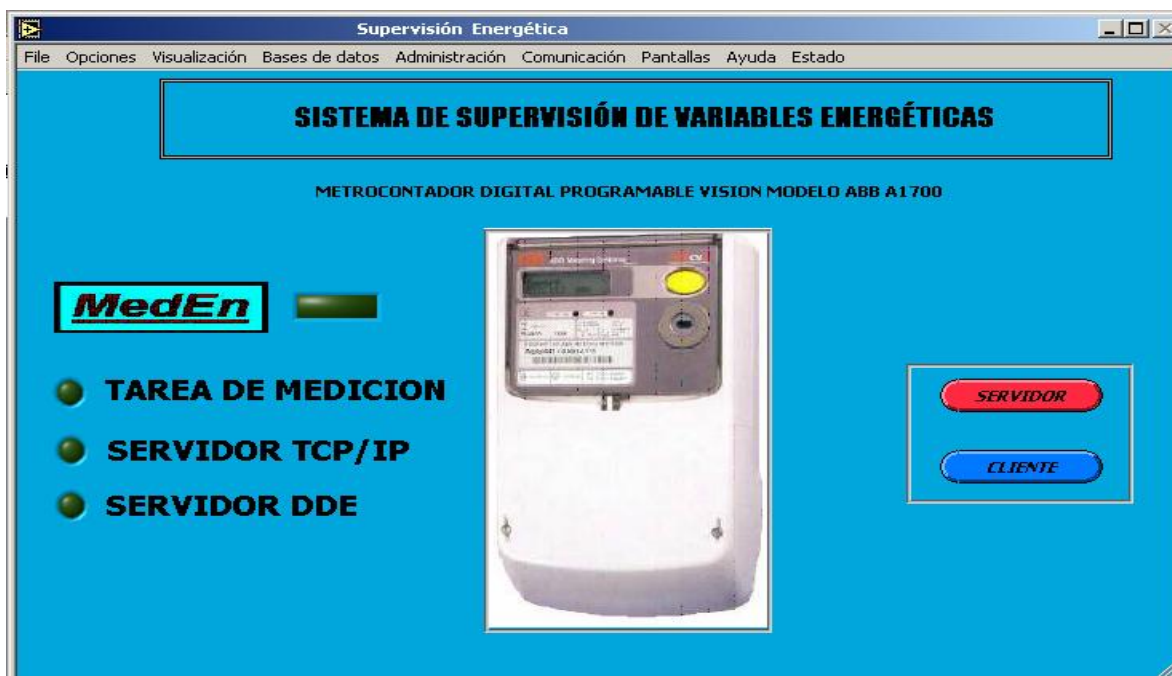 Supervisión Energética
File Opciones Visualización Bases de datos Administración Comunicación Pantallas Ayuda Estado
SISTEMA DE SUPERVISIÓN DE VARIABLES ENERGÉTICAS
METROCONTADOR DIGITAL PROGRAMABLE VISION MODELO ABB A1700
MedEn
TAREA DE MEDICION
SERVIDOR TCP/IP
SERVIDOR DDE
SERVIDOR
CLIENTE